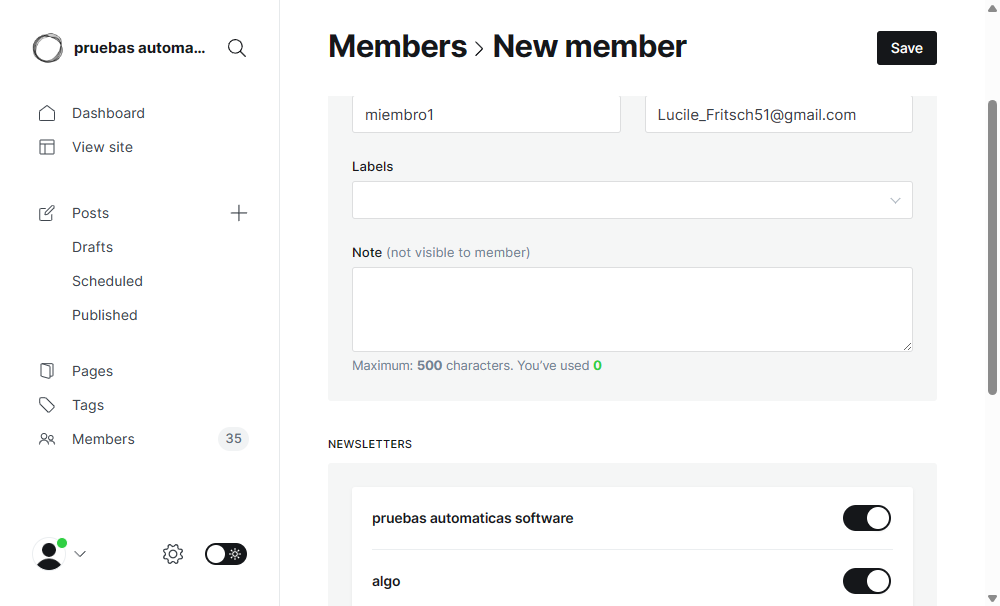 pruebas automa...
Dashboard
View site
Posts
Drafts
Scheduled
Published
Pages
Tags
Members 35
Members > New member
Save
miembro1
Lucile_Fritsch51@gmail.com
Labels
Note (not visible to member)
Maximum: 500 characters. You’ve used 0
NEWSLETTERS
pruebas automaticas software
algo